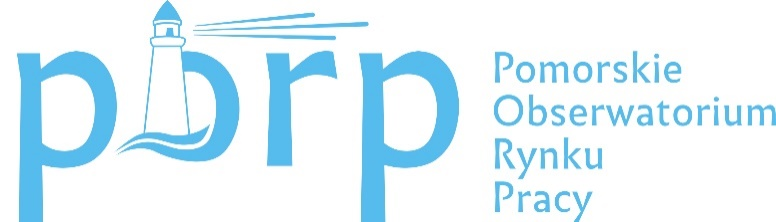 porp
Pomorskie
Obserwatorium
Rynku
Pracy